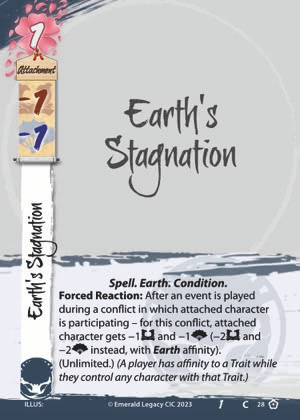 1
Attachment
-1
-1
Earth's
Stagnation
Earth's Stagnation
Spell. Earth. Condition.
Forced Reaction: After an event is played
during a conflict in which attached character
is participating – for this conflict, attached
character gets –1 and –1 (–2 and
–2 instead, with Earth affinity).
(Unlimited.) (A player has affinity to a Trait while
they control any character with that Trait.)
ILLUS: © Emerald Legacy CIC 2023 1 C 28